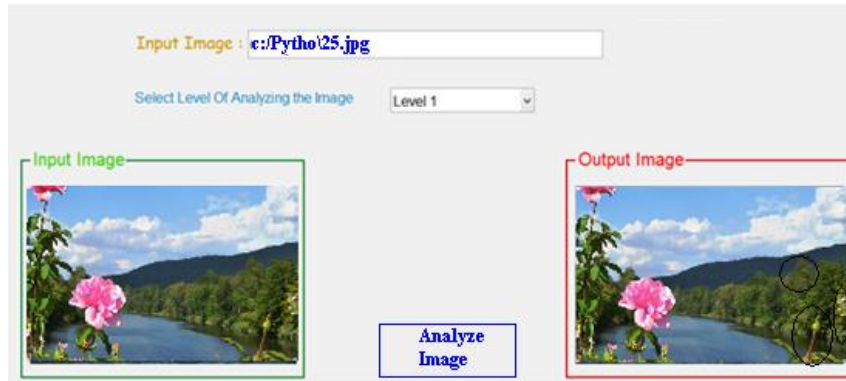 Input Image : c:/Pytho\25.jpg
Select Level Of Analyzing the Image Level 1
Input Image
Output Image
Analyze
Image